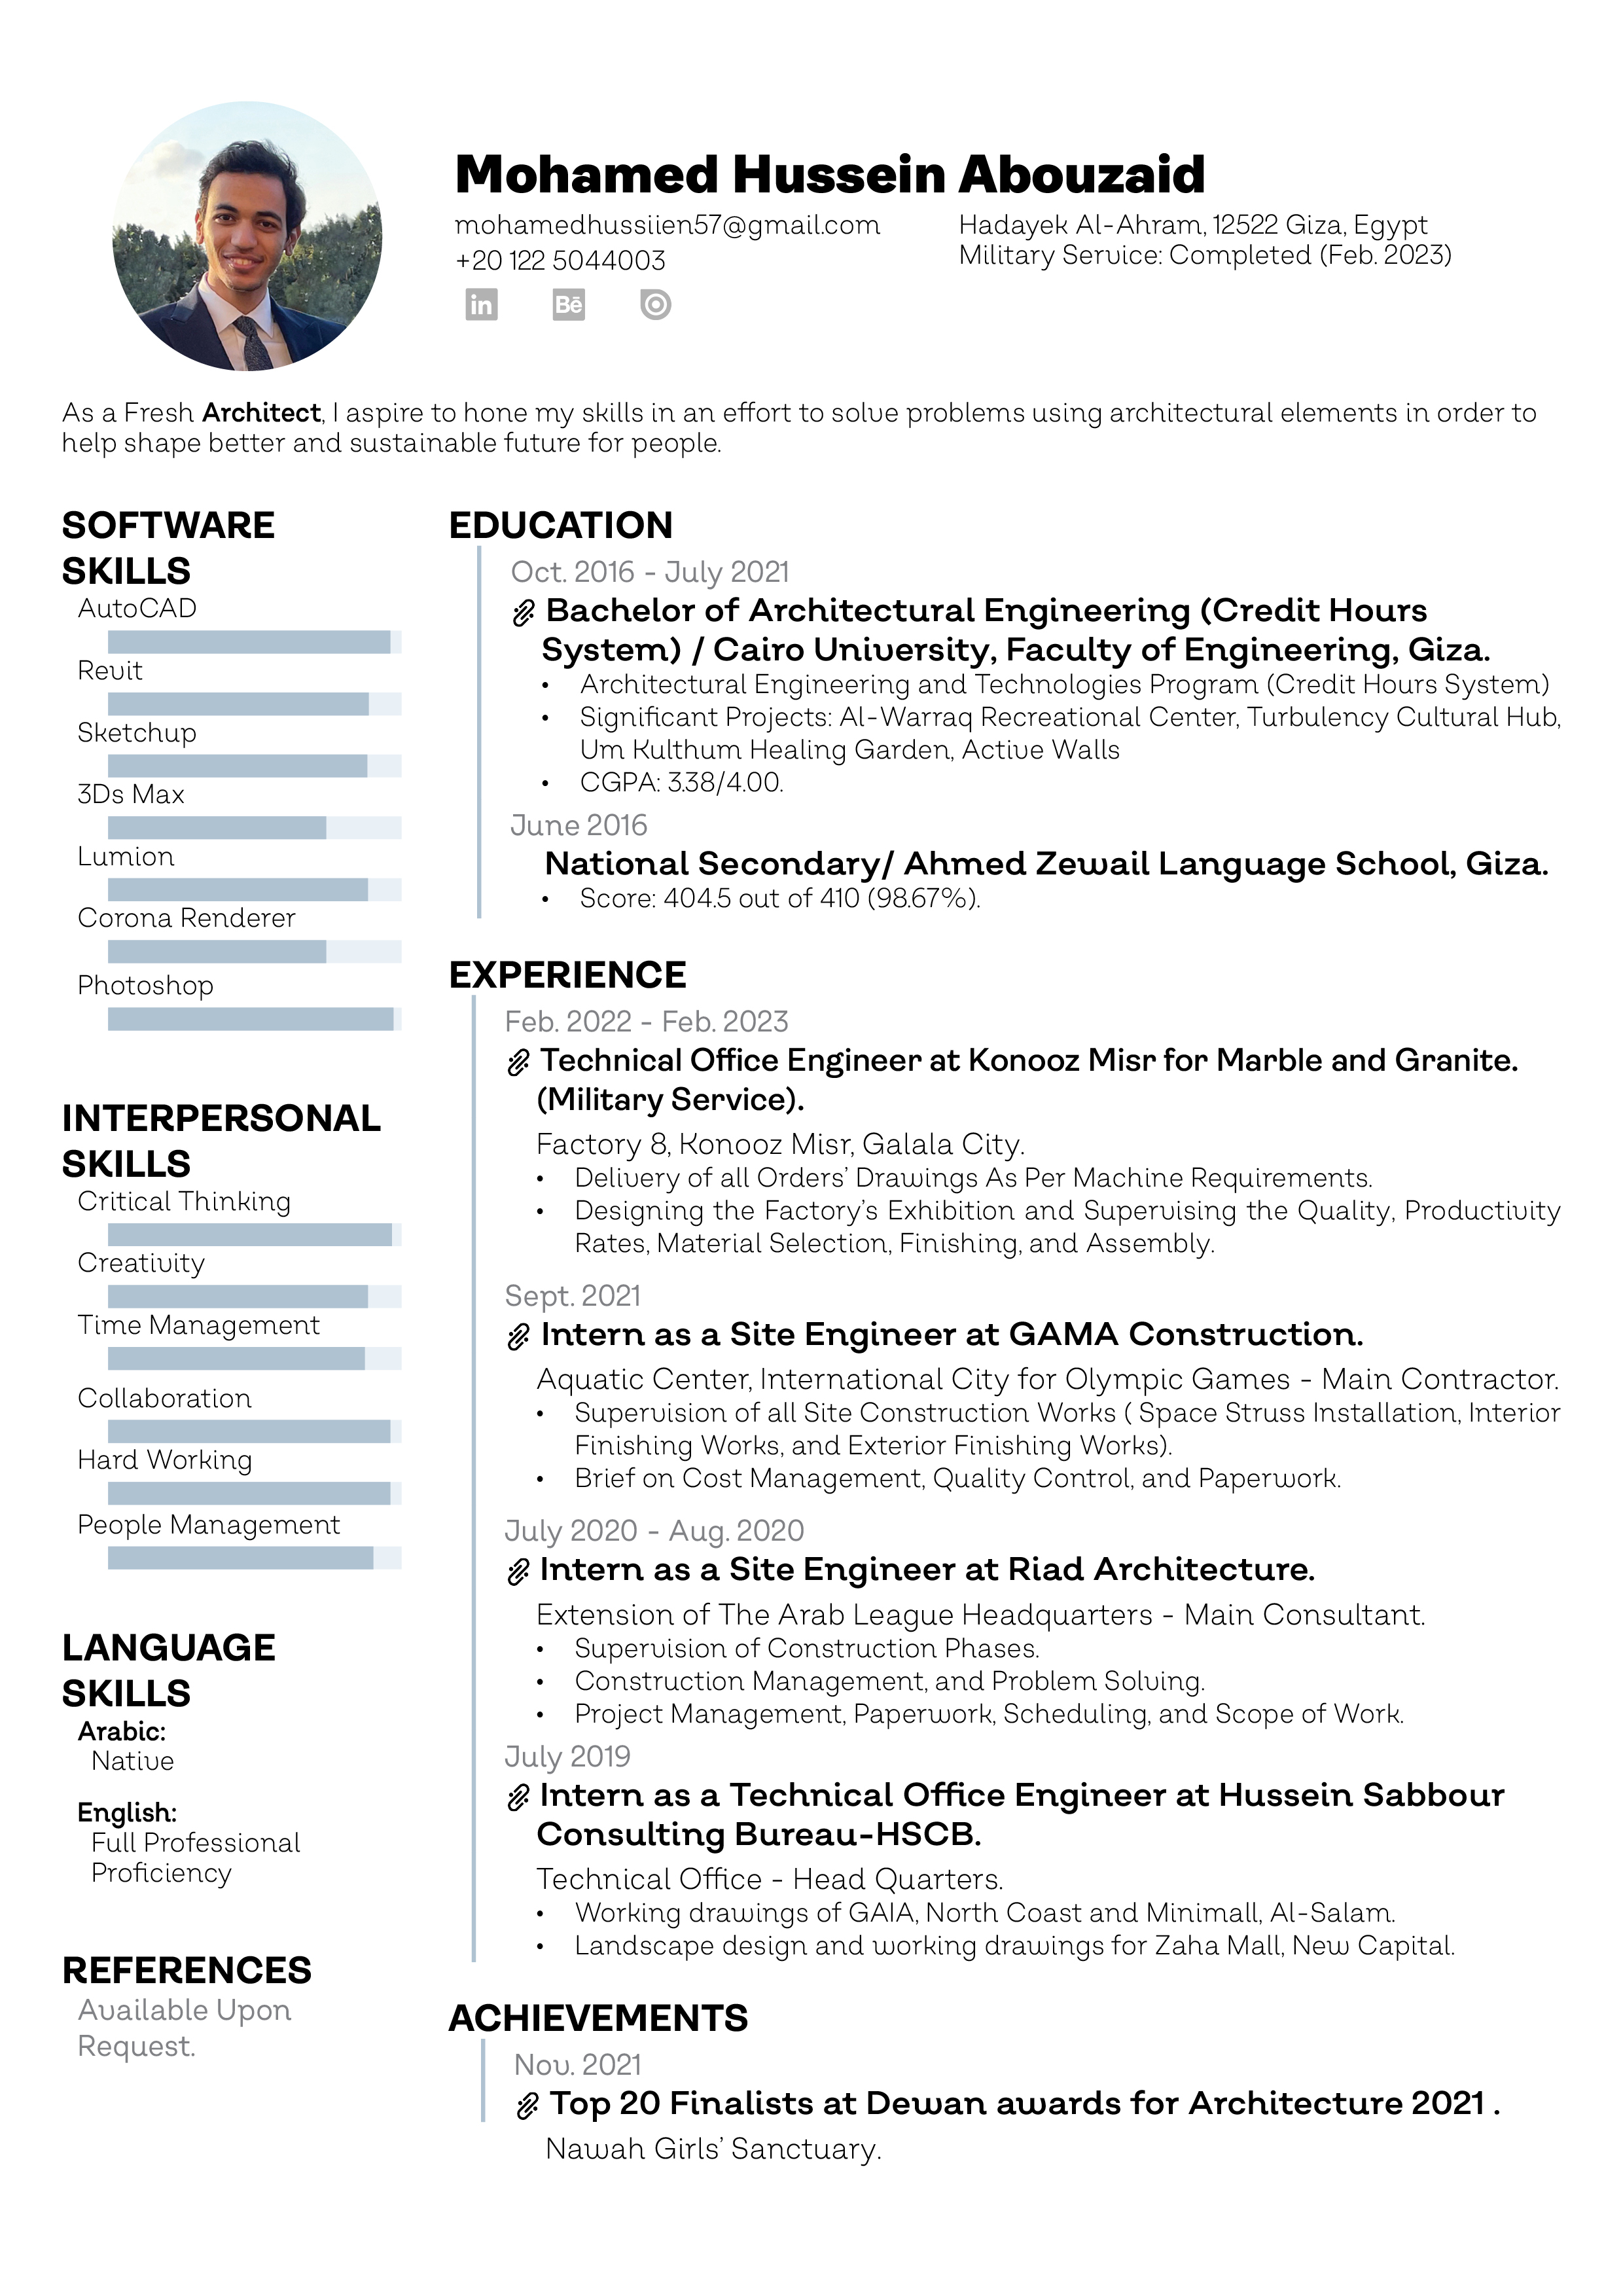 Mohamed Hussein Abouzaid
mohamedhussiien57@gmail.com
+20 122 5044003
Hadayek Al-Ahram, 12522 Giza, Egypt
Military Service: Completed (Feb. 2023)
in
Bē
As a Fresh Architect, I aspire to hone my skills in an effort to solve problems using architectural elements in order to
help shape better and sustainable future for people.
SOFTWARE
SKILLS
AutoCAD
Revit
Sketchup
3Ds Max
Lumion
Corona Renderer
Photoshop
INTERPERSONAL
SKILLS
Critical Thinking
Creativity
Time Management
Collaboration
Hard Working
People Management
LANGUAGE
SKILLS
Arabic:
Native
English:
Full Professional
Proficiency
REFERENCES
Available Upon
Request.
EDUCATION
Oct. 2016 - July 2021
Bachelor of Architectural Engineering (Credit Hours
System) / Cairo University, Faculty of Engineering, Giza.
• Architectural Engineering and Technologies Program (Credit Hours System)
• Significant Projects: Al-Warraq Recreational Center, Turbulency Cultural Hub,
Um Kulthum Healing Garden, Active Walls
• CGPA: 3.38/4.00.
June 2016
National Secondary/ Ahmed Zewail Language School, Giza.
• Score: 404.5 out of 410 (98.67%).
EXPERIENCE
Feb. 2022 - Feb. 2023
Technical Office Engineer at Konooz Misr for Marble and Granite.
(Military Service).
Factory 8, Konooz Misr, Galala City.
• Delivery of all Orders’ Drawings As Per Machine Requirements.
• Designing the Factory’s Exhibition and Supervising the Quality, Productivity
Rates, Material Selection, Finishing, and Assembly.
Sept. 2021
Intern as a Site Engineer at GAMA Construction.
Aquatic Center, International City for Olympic Games - Main Contractor.
• Supervision of all Site Construction Works ( Space Struss Installation, Interior
Finishing Works, and Exterior Finishing Works).
• Brief on Cost Management, Quality Control, and Paperwork.
July 2020 - Aug. 2020
Intern as a Site Engineer at Riad Architecture.
Extension of The Arab League Headquarters - Main Consultant.
• Supervision of Construction Phases.
• Construction Management, and Problem Solving.
• Project Management, Paperwork, Scheduling, and Scope of Work.
July 2019
Intern as a Technical Office Engineer at Hussein Sabbour
Consulting Bureau-HSCB.
Technical Office - Head Quarters.
• Working drawings of GAIA, North Coast and Minimall, Al-Salam.
• Landscape design and working drawings for Zaha Mall, New Capital.
ACHIEVEMENTS
Nov. 2021
Top 20 Finalists at Dewan awards for Architecture 2021 .
Nawah Girls’ Sanctuary.